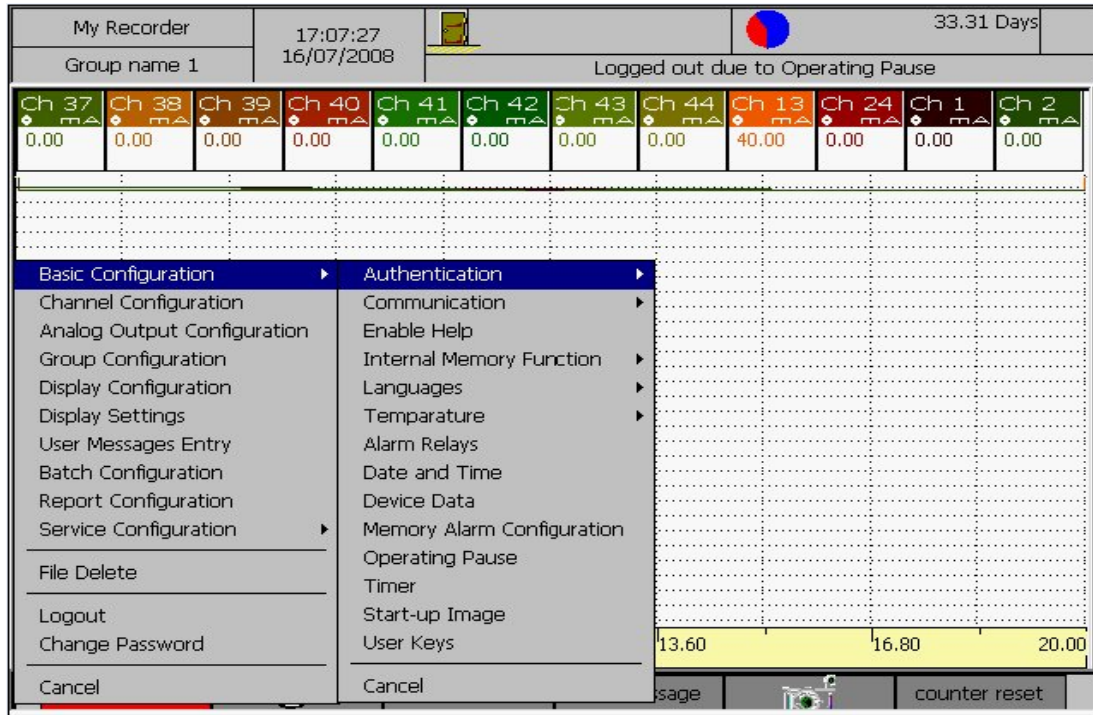 My Recorder
Group name 1
17:07:27
16/07/2008
33.31 Days
Logged out due to Operating Pause
Ch 37 Ch 38 Ch 39 Ch 40 Ch 41 Ch 42 Ch 43 Ch 44 Ch 13 Ch 24 Ch 1 Ch 2
mA mA mA mA mA mA mA mA mA mA mA mA
0.00 0.00 0.00 0.00 0.00 0.00 0.00 0.00 40.00 0.00 0.00 0.00
Basic Configuration
Channel Configuration
Analog Output Configuration
Group Configuration
Display Configuration
Display Settings
User Messages Entry
Batch Configuration
Report Configuration
Service Configuration
File Delete
Logout
Change Password
Cancel
Authentication
Communication
Enable Help
Internal Memory Function
Languages
Temparature
Alarm Relays
Date and Time
Device Data
Memory Alarm Configuration
Operating Pause
Timer
Start-up Image
User Keys
Cancel
13.60 16.80 20.00
counter reset